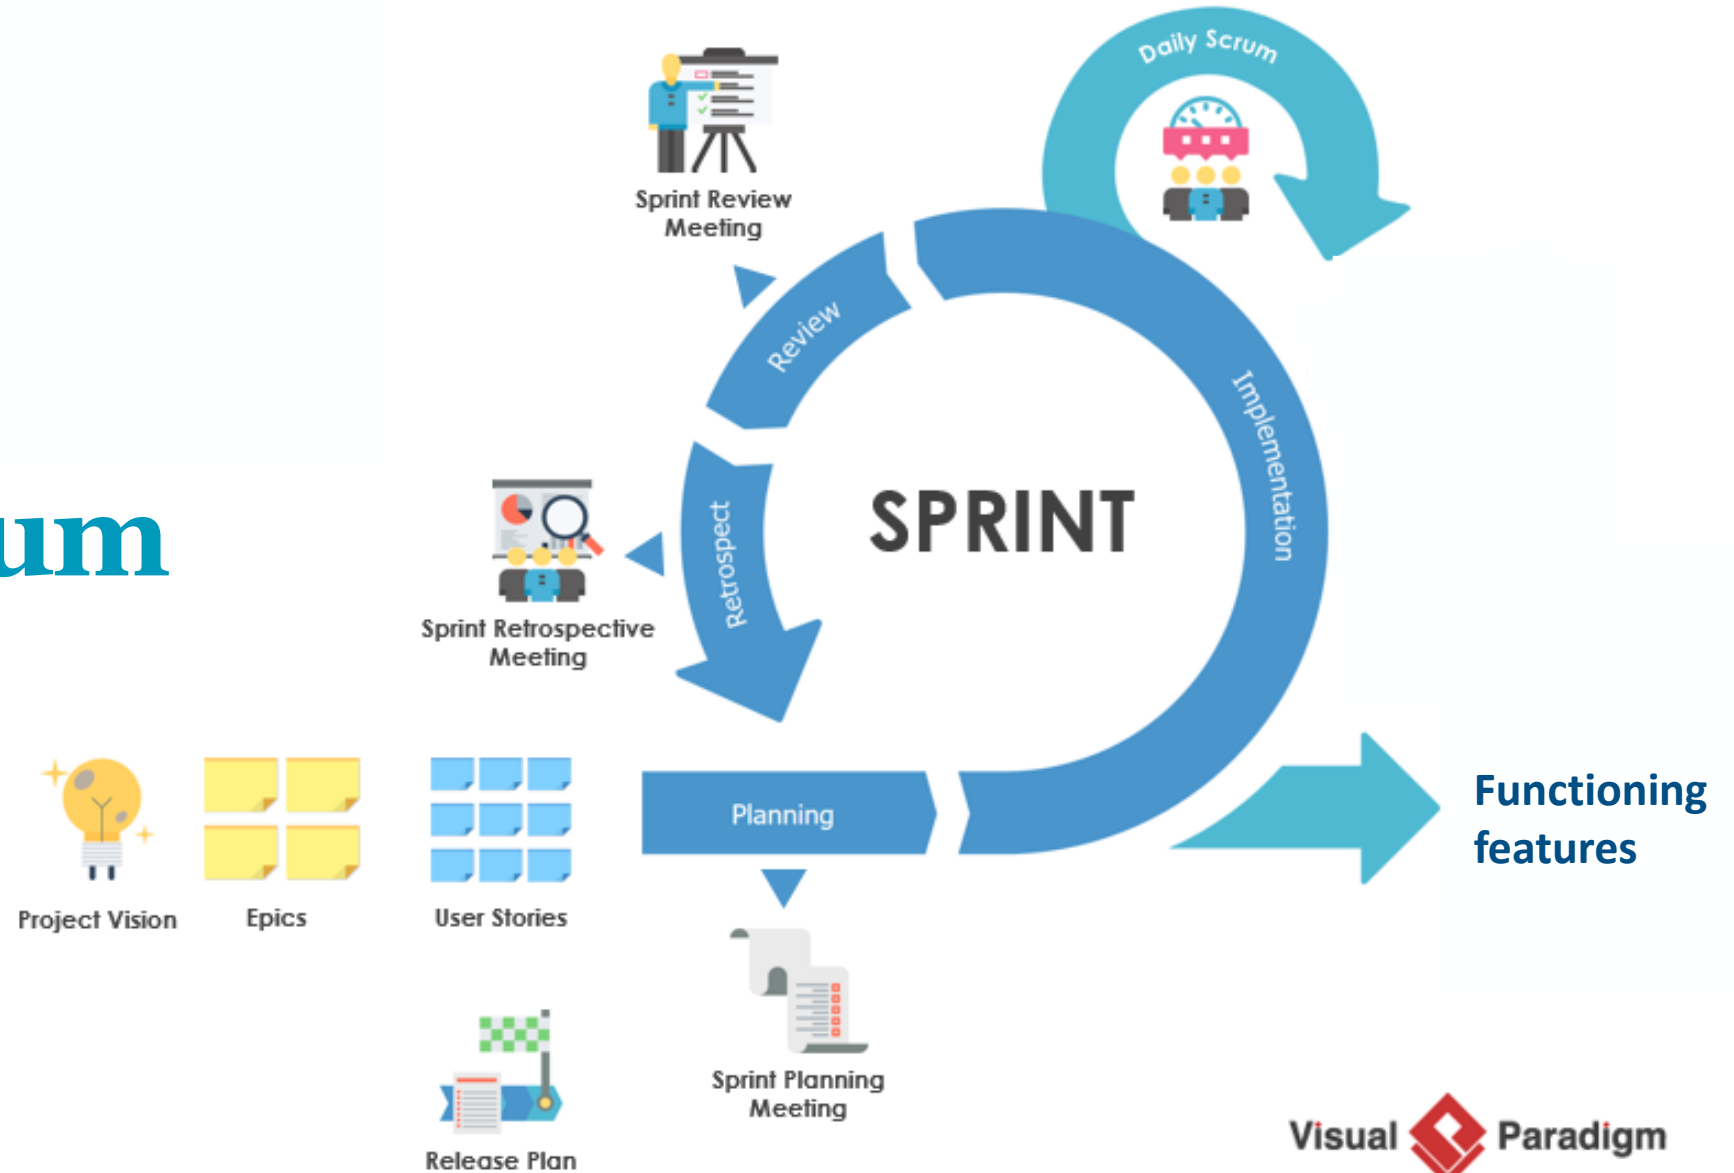 Daily Scrum
Sprint Review
Meeting
Review
Implementation
SPRINT
um
Retrospect
Sprint Retrospective
Meeting
Planning
Functioning
features
Project Vision
Epics
User Stories
Sprint Planning
Meeting
Release Plan
Visual Paradigm